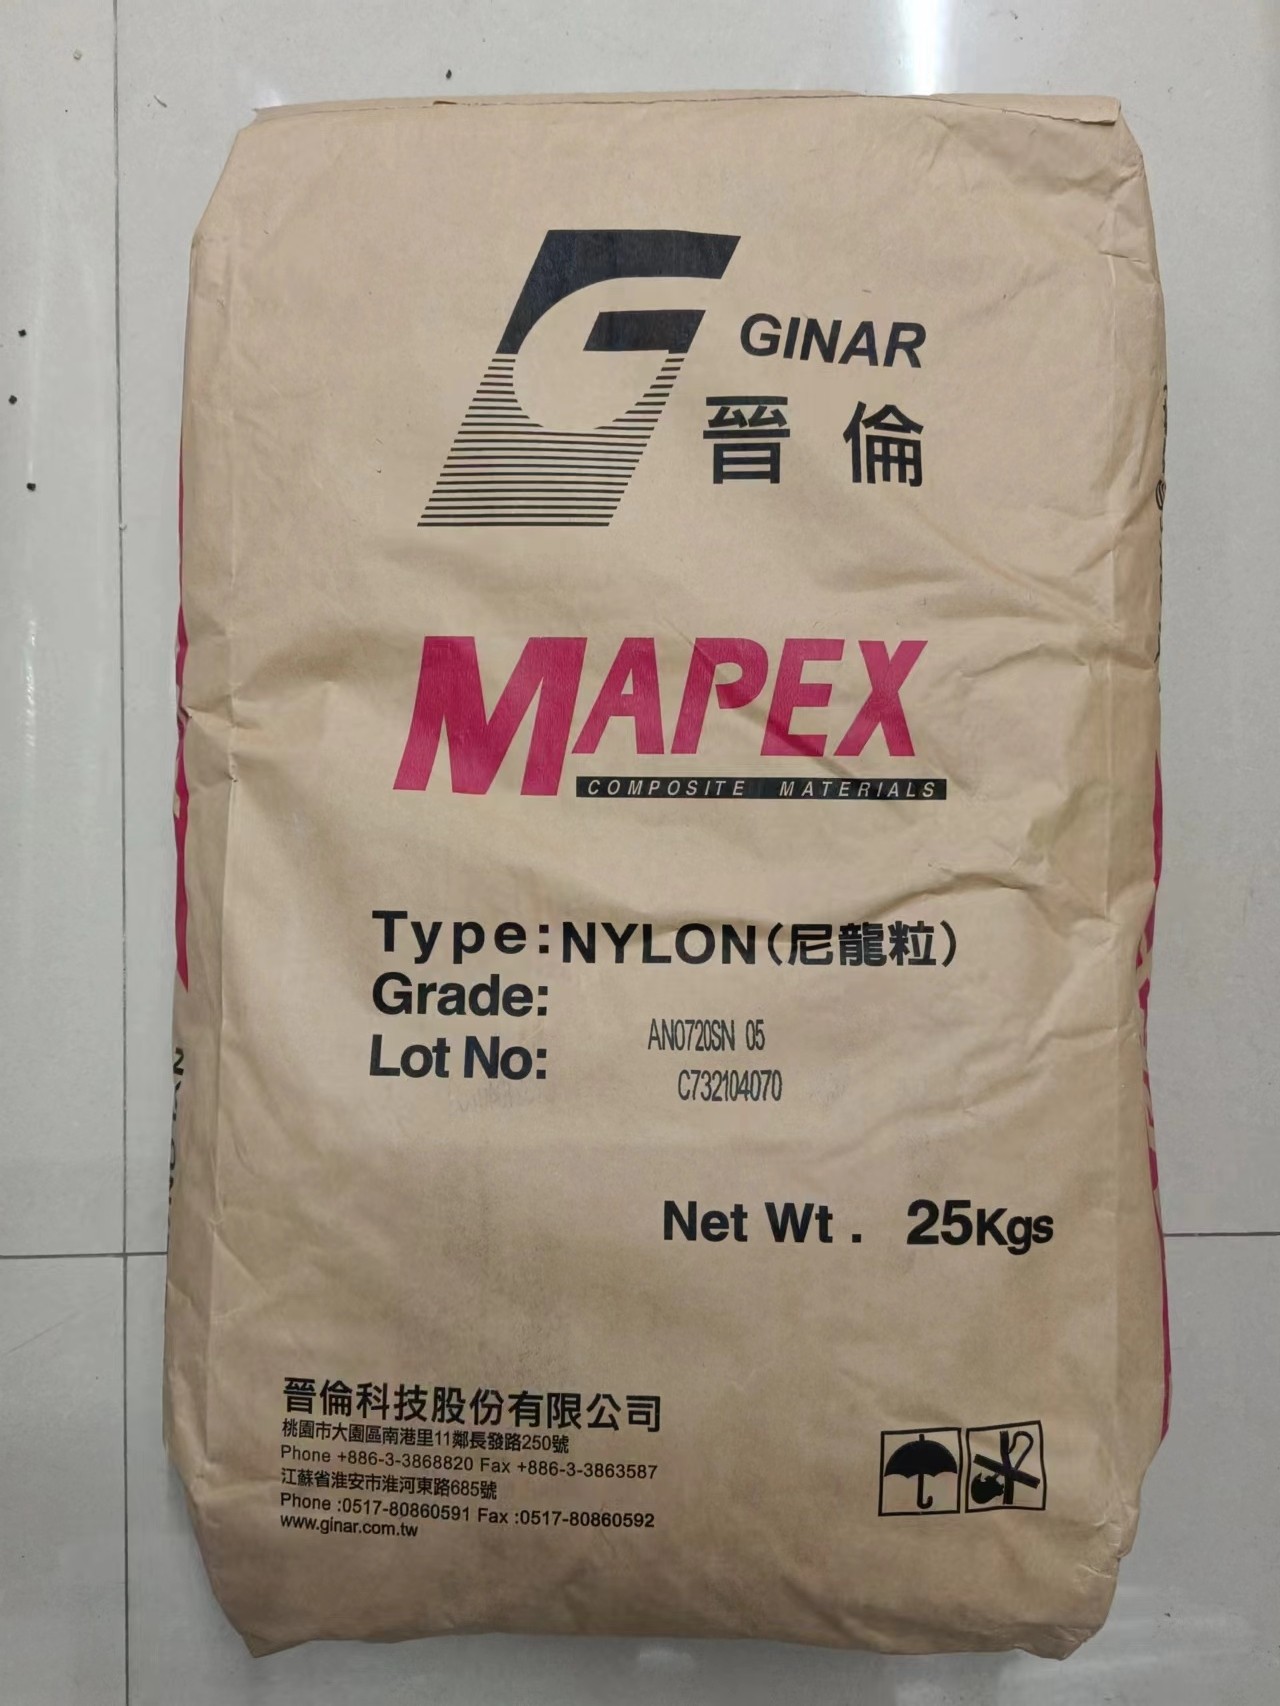 GINAR
晉倫
MAPEX
COMPOSITE MATERIALS
Type: NYLON(尼龍粒)
Grade:
AN0720SN 05
Lot No:
C732104070
Net Wt. 25Kgs
晉倫科技股份有限公司
桃園市大園區南港里11鄰長發路250號
Phone +886-3-3868820 Fax +886-3-3863587
江蘇省淮安市淮河東路685號
Phone :0517-80860591 Fax :0517-80860592
www.ginar.com.tw